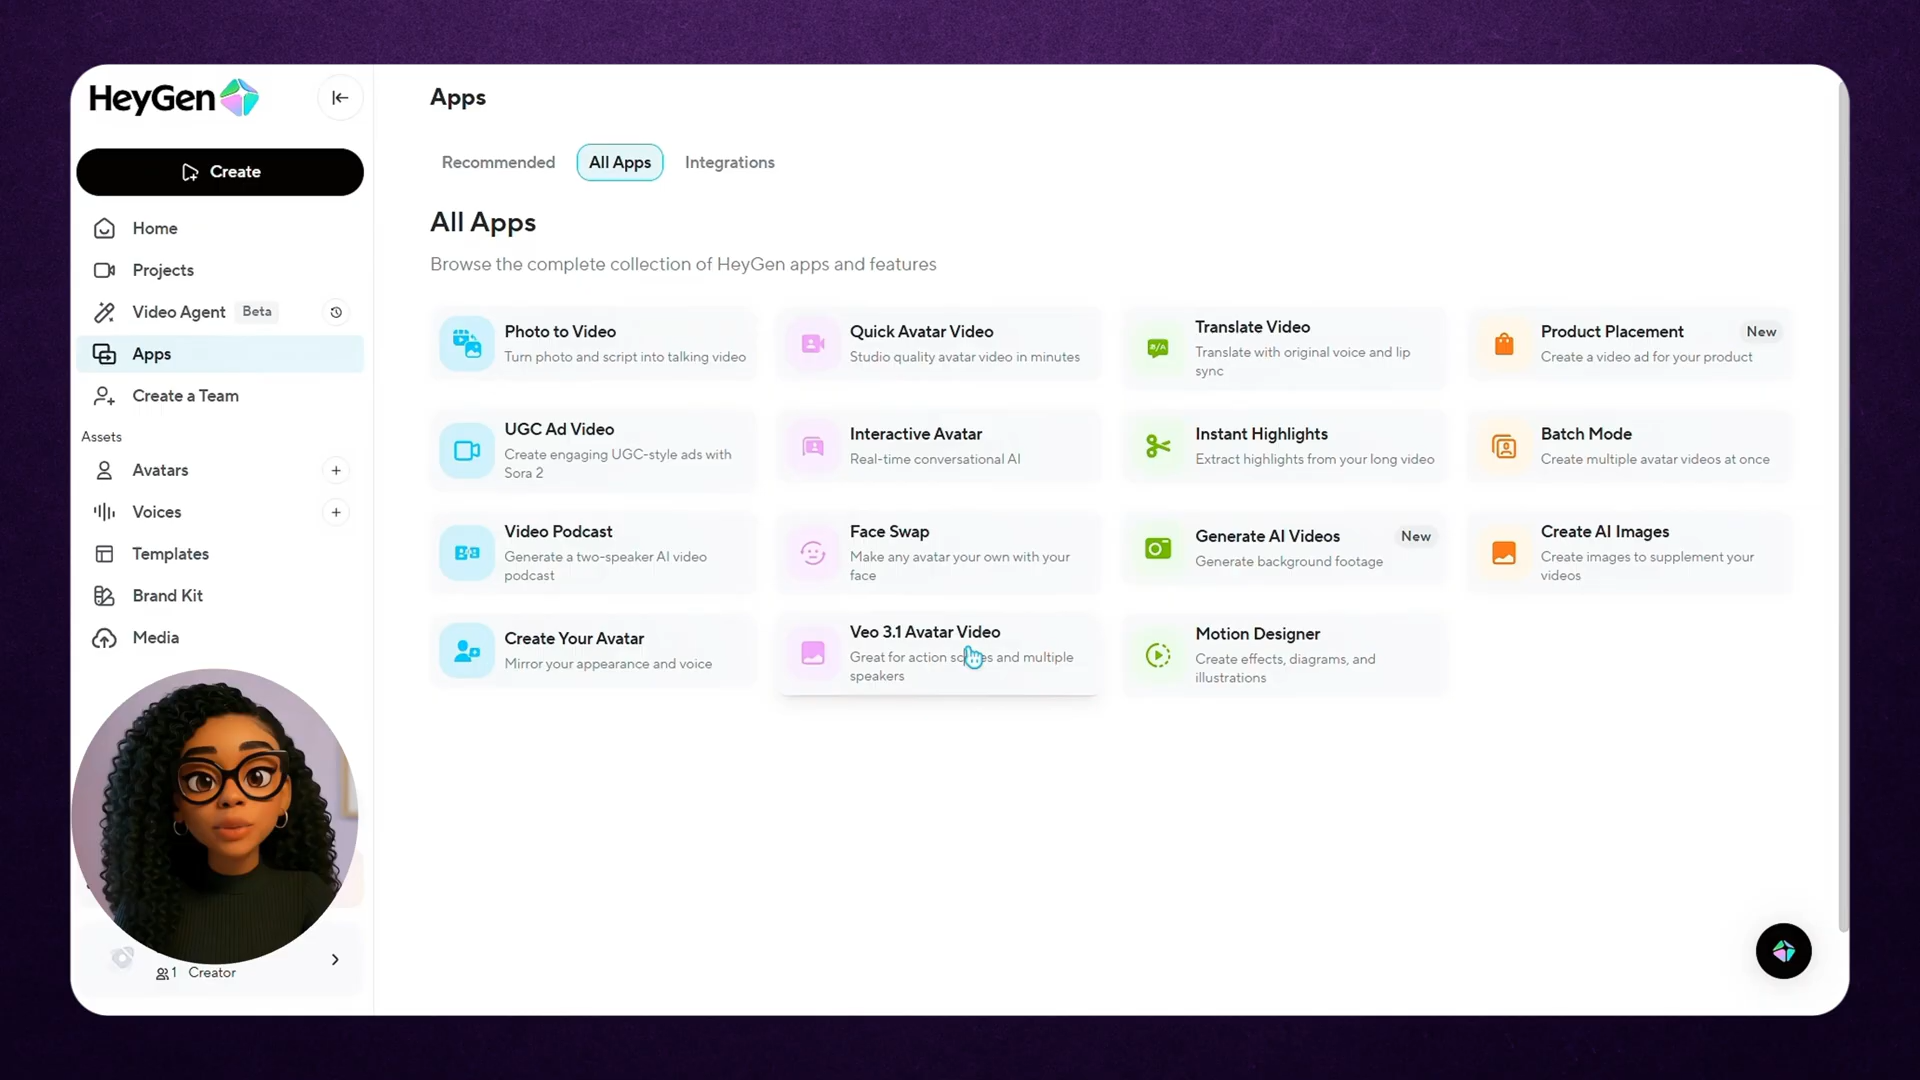 HeyGen
Create
Home
Projects
Video Agent Beta
Apps
Create a Team
Assets
Avatars
Voices
Templates
Brand Kit
Media
1 Creator
Apps
Recommended All Apps Integrations
All Apps
Browse the complete collection of HeyGen apps and features
Photo to Video
Turn photo and script into talking video
Quick Avatar Video
Studio quality avatar video in minutes
Translate Video
Translate with original voice and lip
sync
Product Placement New
Create a video ad for your product
UGC Ad Video
Create engaging UGC-style ads with
Sora 2
Interactive Avatar
Real-time conversational AI
Instant Highlights
Extract highlights from your long video
Batch Mode
Create multiple avatar videos at once
Video Podcast
Generate a two-speaker AI video
podcast
Face Swap
Make any avatar your own with your
face
Generate AI Videos New
Generate background footage
Create AI Images
Create images to supplement your
videos
Create Your Avatar
Mirror your appearance and voice
Veo 3.1 Avatar Video
Great for action scenes and multiple
speakers
Motion Designer
Create effects, diagrams, and
illustrations